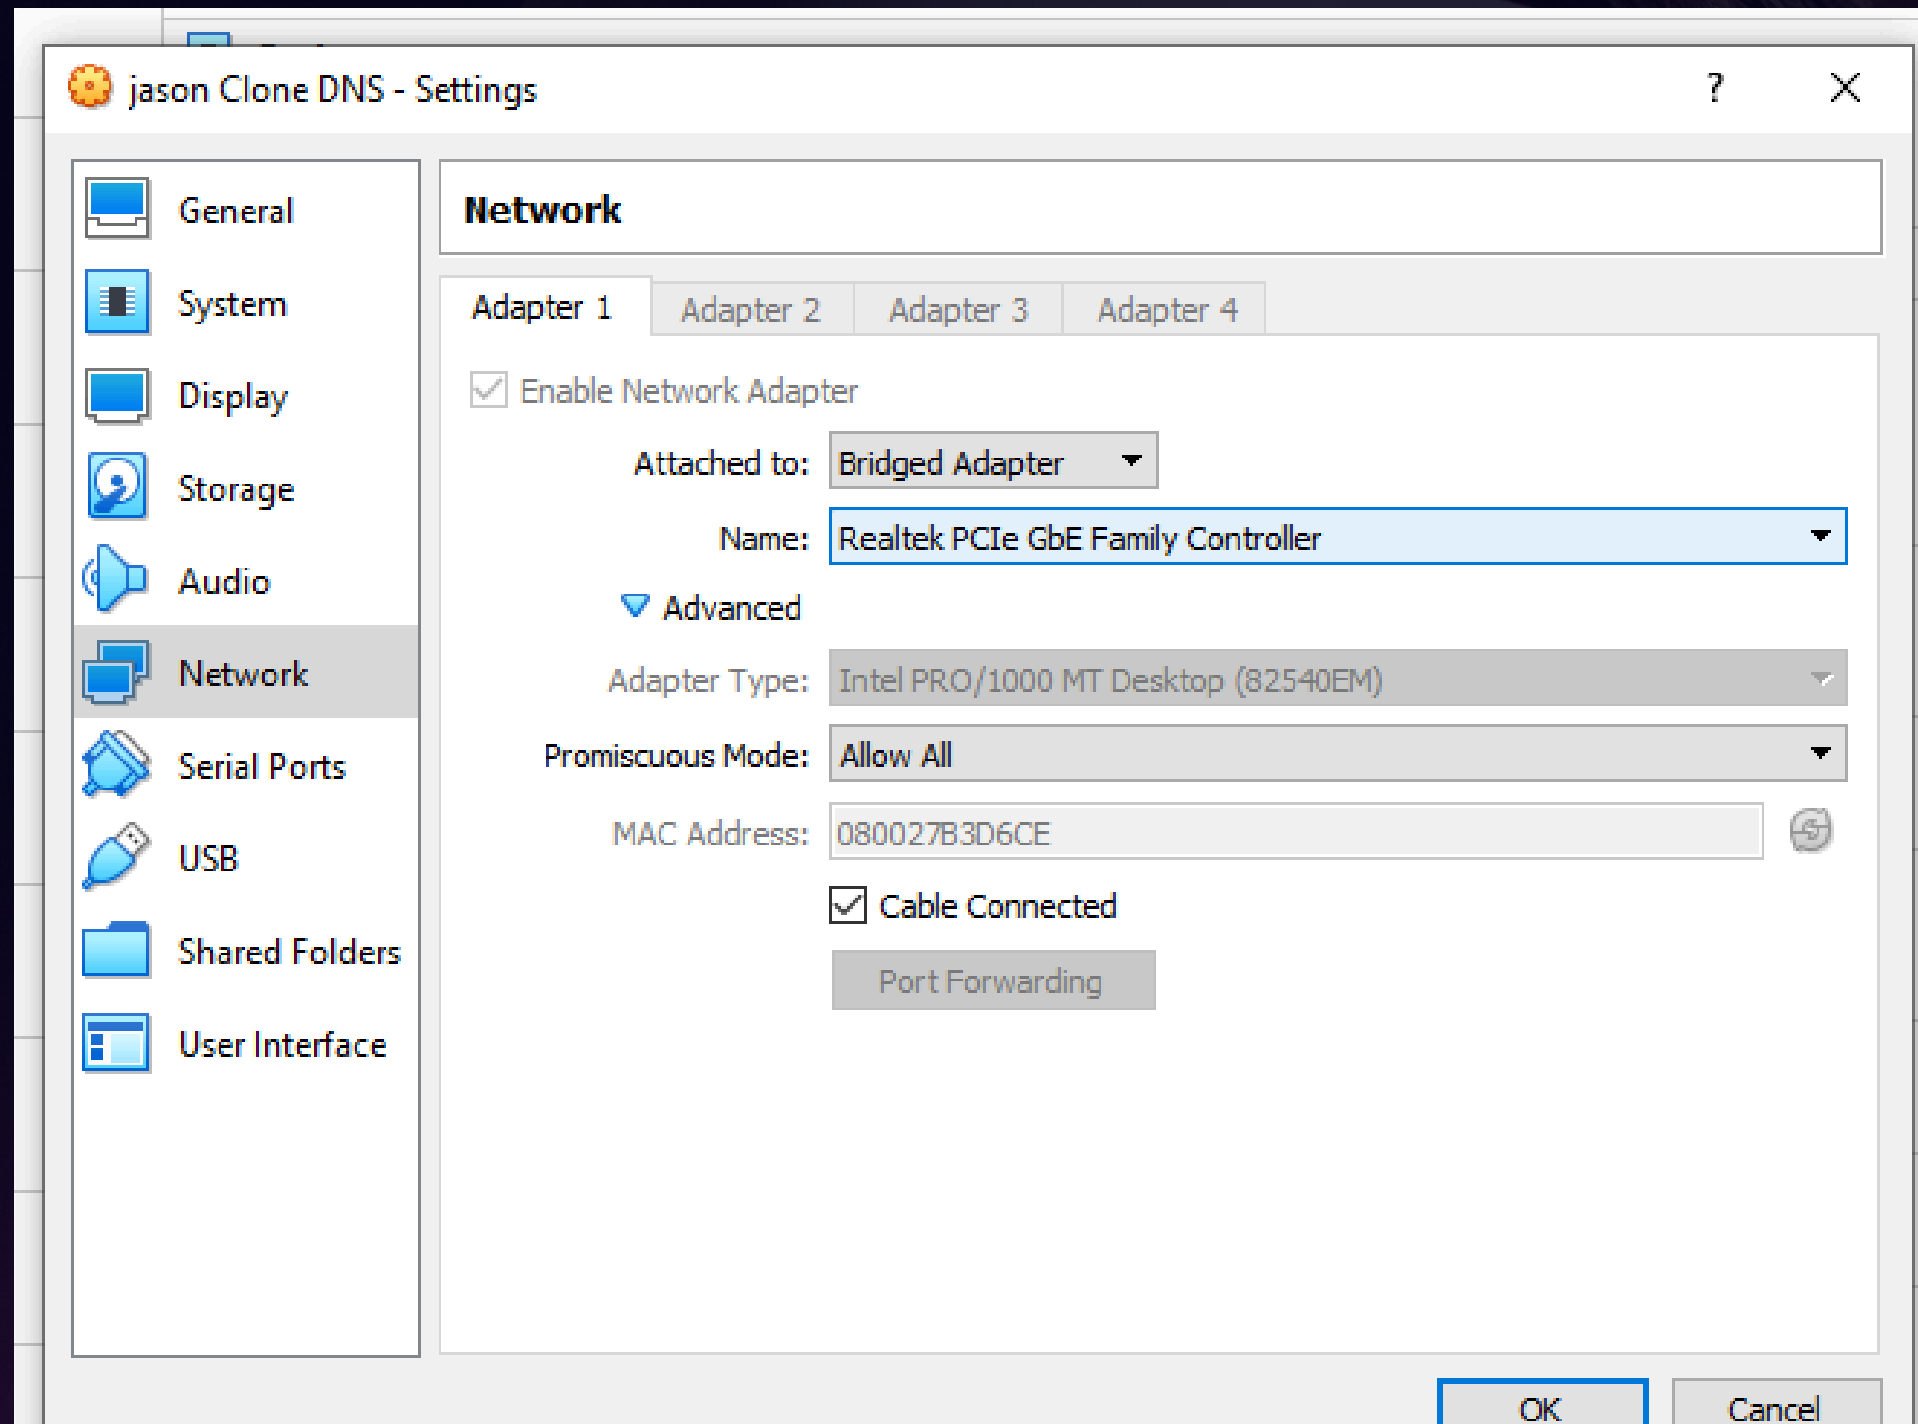 jason Clone DNS - Settings
?
General
System
Display
Storage
Audio
Network
Serial Ports
USB
Shared Folders
User Interface
Network
Adapter 1
Adapter 2
Adapter 3
Adapter 4
Enable Network Adapter
Attached to: Bridged Adapter
Name: Realtek PCIe GbE Family Controller
Advanced
Adapter Type: Intel PRO/1000 MT Desktop (82540EM)
Promiscuous Mode: Allow All
MAC Address: 080027B3D6CE
Cable Connected
Port Forwarding
OK
Cancel